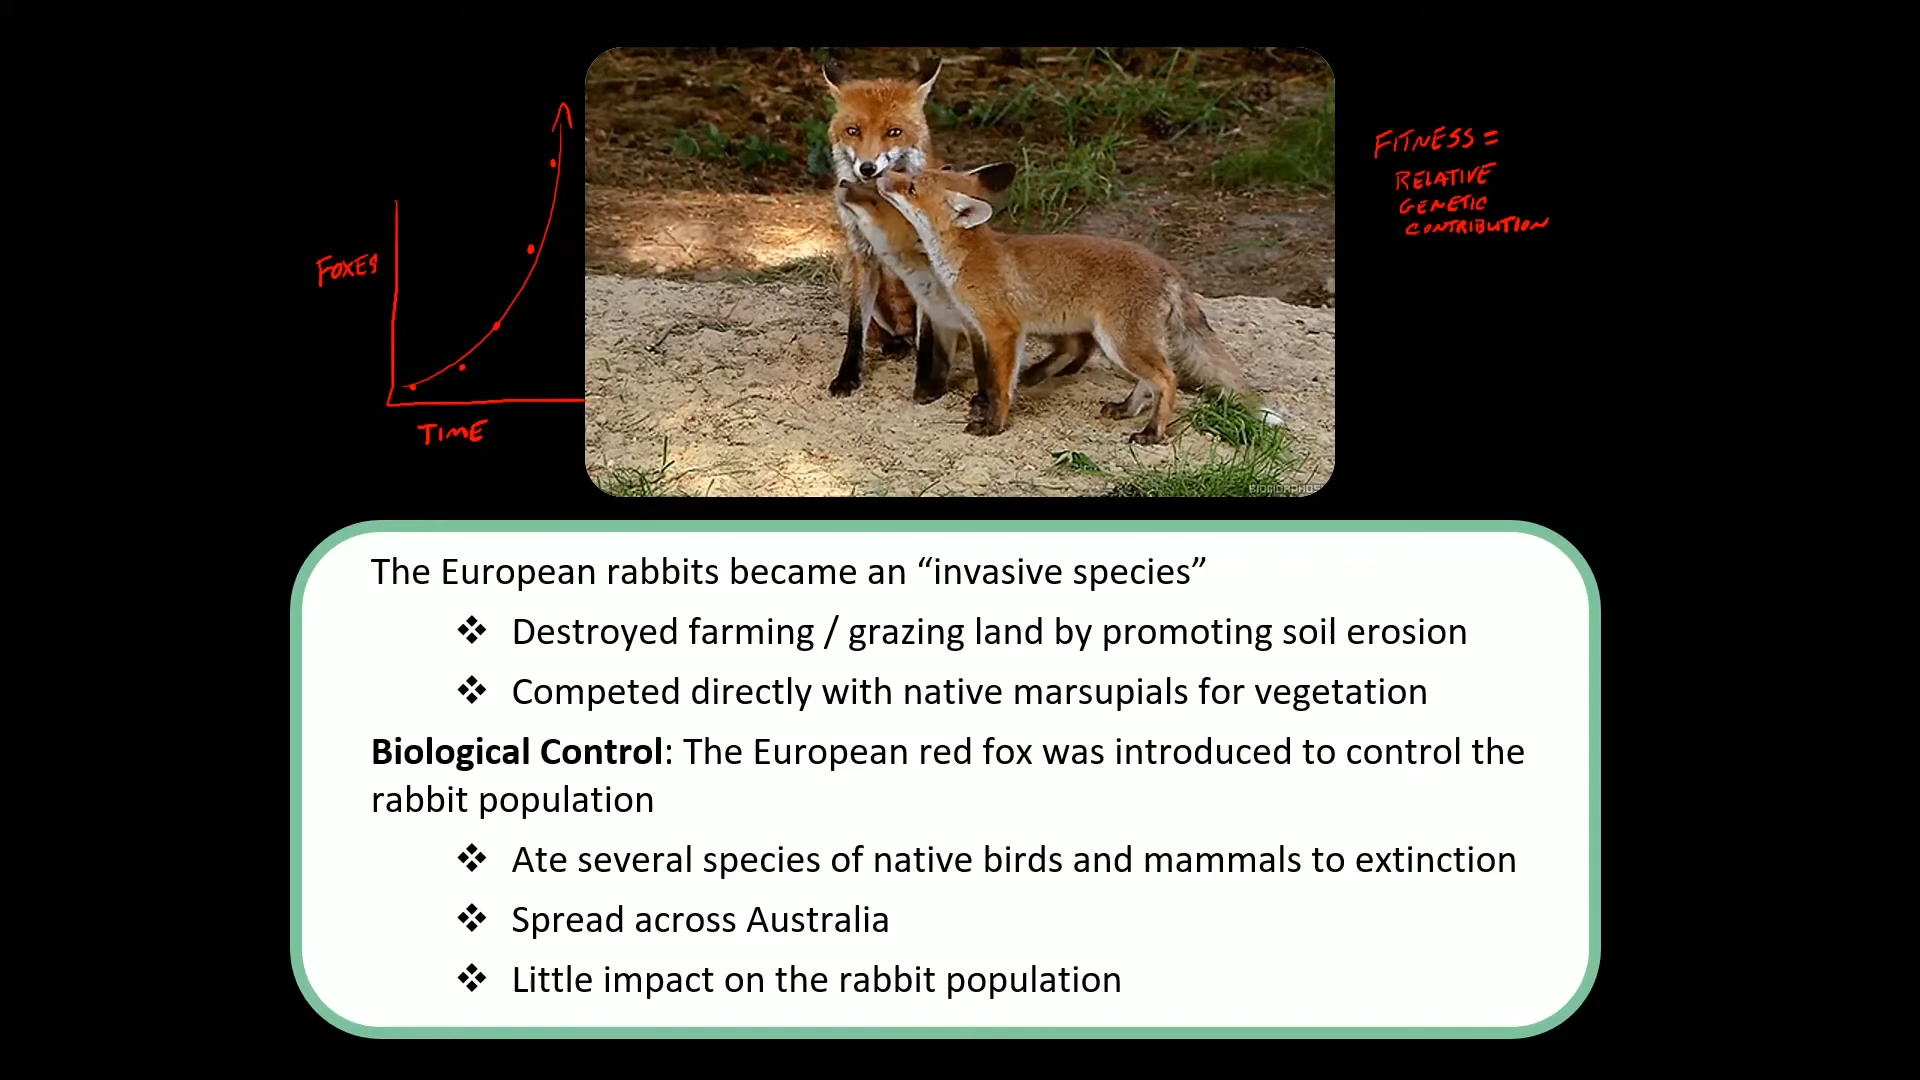 FOXES
TIME
FITNESS =
RELATIVE
GENETIC
CONTRIBUTION
The European rabbits became an “invasive species”
❖ Destroyed farming / grazing land by promoting soil erosion
❖ Competed directly with native marsupials for vegetation
Biological Control: The European red fox was introduced to control the
rabbit population
❖ Ate several species of native birds and mammals to extinction
❖ Spread across Australia
❖ Little impact on the rabbit population